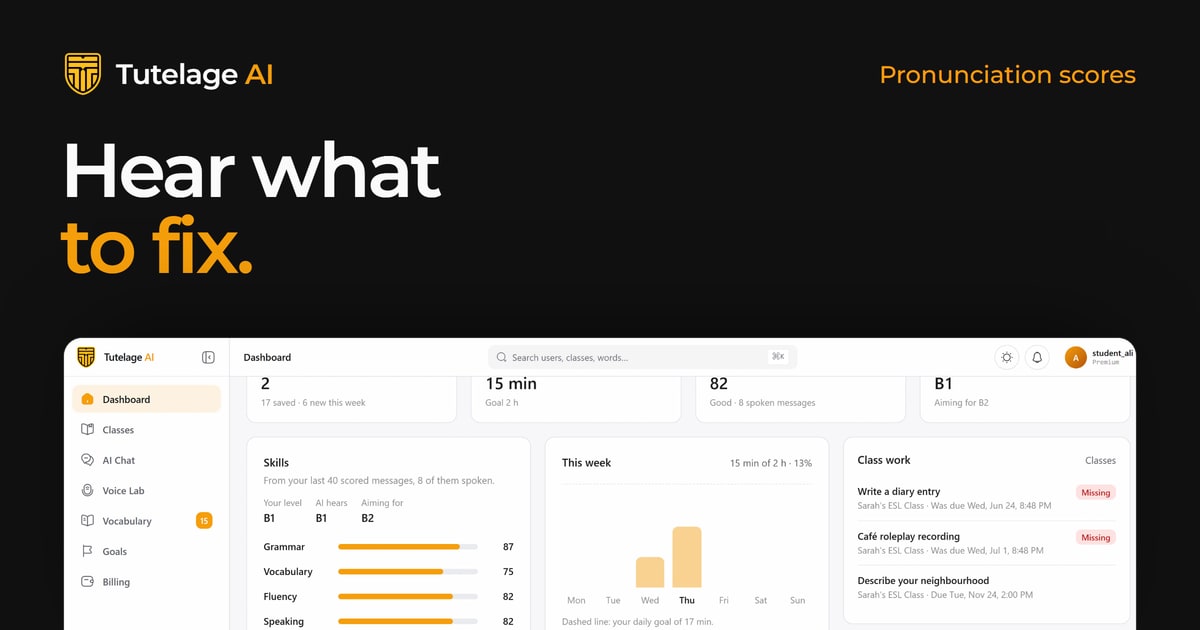 Tutelage AI
Pronunciation scores
Hear what
to fix.
Tutelage AI
Dashboard
Search users, classes, words...
⌘K
A
student_ali
Premium
Dashboard
Classes
AI Chat
Voice Lab
Vocabulary
15
Goals
Billing
2
17 saved · 6 new this week
15 min
Goal 2 h
82
Good · 8 spoken messages
B1
Aiming for B2
Skills
From your last 40 scored messages, 8 of them spoken.
Your level AI hears Aiming for
B1 B1 B2
Grammar 87
Vocabulary 75
Fluency 82
Speaking 82
This week 15 min of 2 h · 13%
Mon Tue Wed Thu Fri Sat Sun
Dashed line: your daily goal of 17 min.
Class work Classes
Write a diary entry Missing
Sarah's ESL Class · Was due Wed, Jun 24, 8:48 PM
Café roleplay recording Missing
Sarah's ESL Class · Was due Wed, Jul 1, 8:48 PM
Describe your neighbourhood
Sarah's ESL Class · Due Tue, Nov 24, 2:00 PM